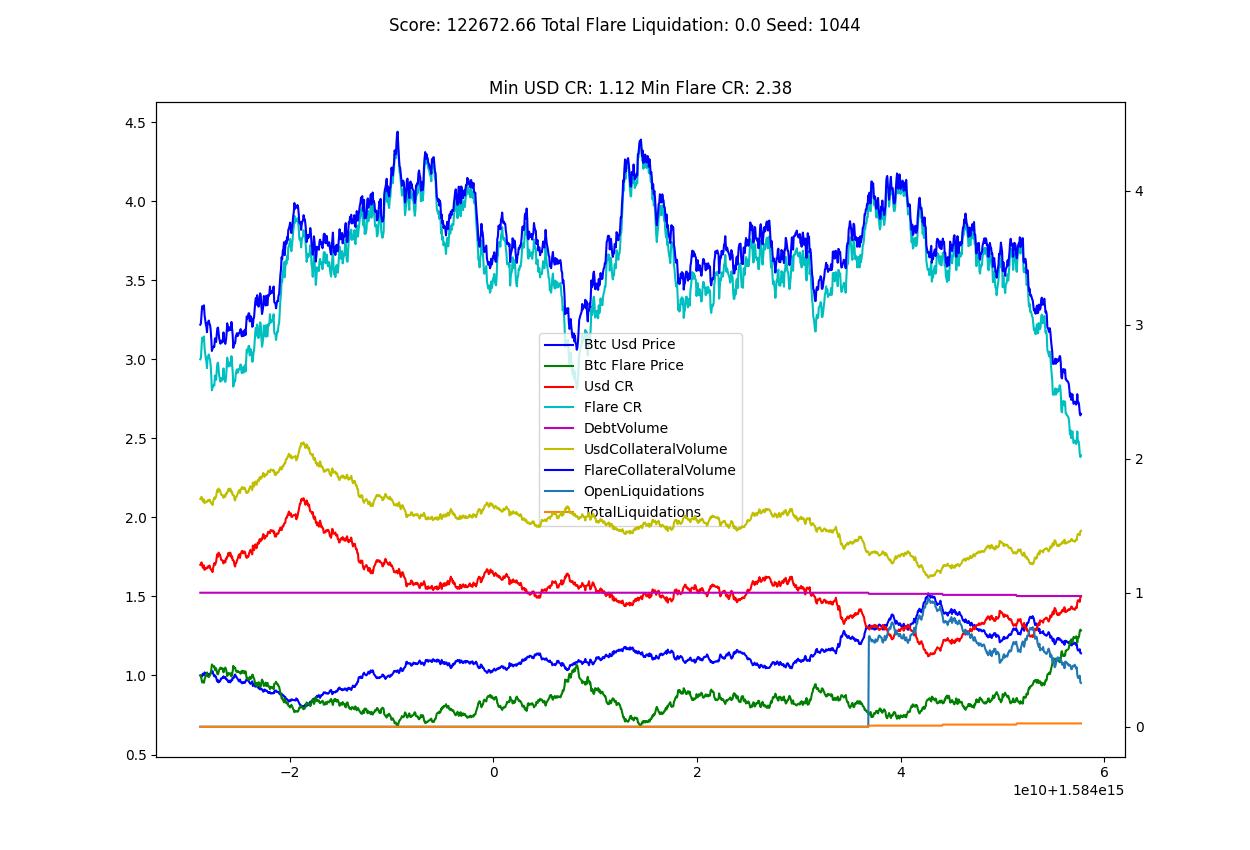 Score: 122672.66 Total Flare Liquidation: 0.0 Seed: 1044
Min USD CR: 1.12 Min Flare CR: 2.38
4.5
4.0
3.5
3.0
2.5
2.0
1.5
1.0
0.5
4
3
2
1
0
Btc Usd Price
Btc Flare Price
Usd CR
Flare CR
DebtVolume
UsdCollateralVolume
FlareCollateralVolume
OpenLiquidations
TotalLiquidations
−2 0 2 4 6
1e10+1.584e15